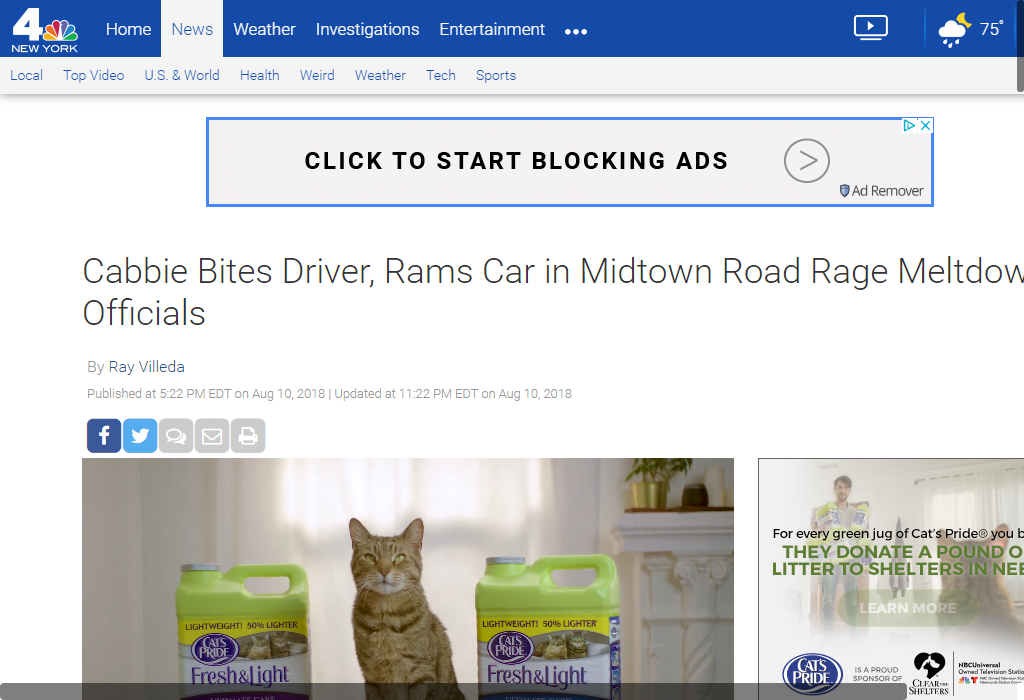 4
NEW YORK
Home
News
Weather
Investigations
Entertainment
75°
Local
Top Video
U.S. & World
Health
Weird
Weather
Tech
Sports
CLICK TO START BLOCKING ADS
Ad Remover
Cabbie Bites Driver, Rams Car in Midtown Road Rage Meltdow
Officials
By Ray Villeda
Published at 5:22 PM EDT on Aug 10, 2018 | Updated at 11:22 PM EDT on Aug 10, 2018
LIGHTWEIGHT! 50% LIGHTER
CAT'S PRIDE
Fresh&Light
ULTIMATE CARE
LIGHTWEIGHT! 50% LIGHTER
CAT'S PRIDE
Fresh&Light
ULTIMATE CARE
For every green jug of Cat's Pride® you b
THEY DONATE A POUND O
LITTER TO SHELTERS IN NEE
LEARN MORE
CAT'S PRIDE
IS A PROUD
SPONSOR OF
CLEAR THE
SHELTERS
NBCUniversal
Owned Television Statio